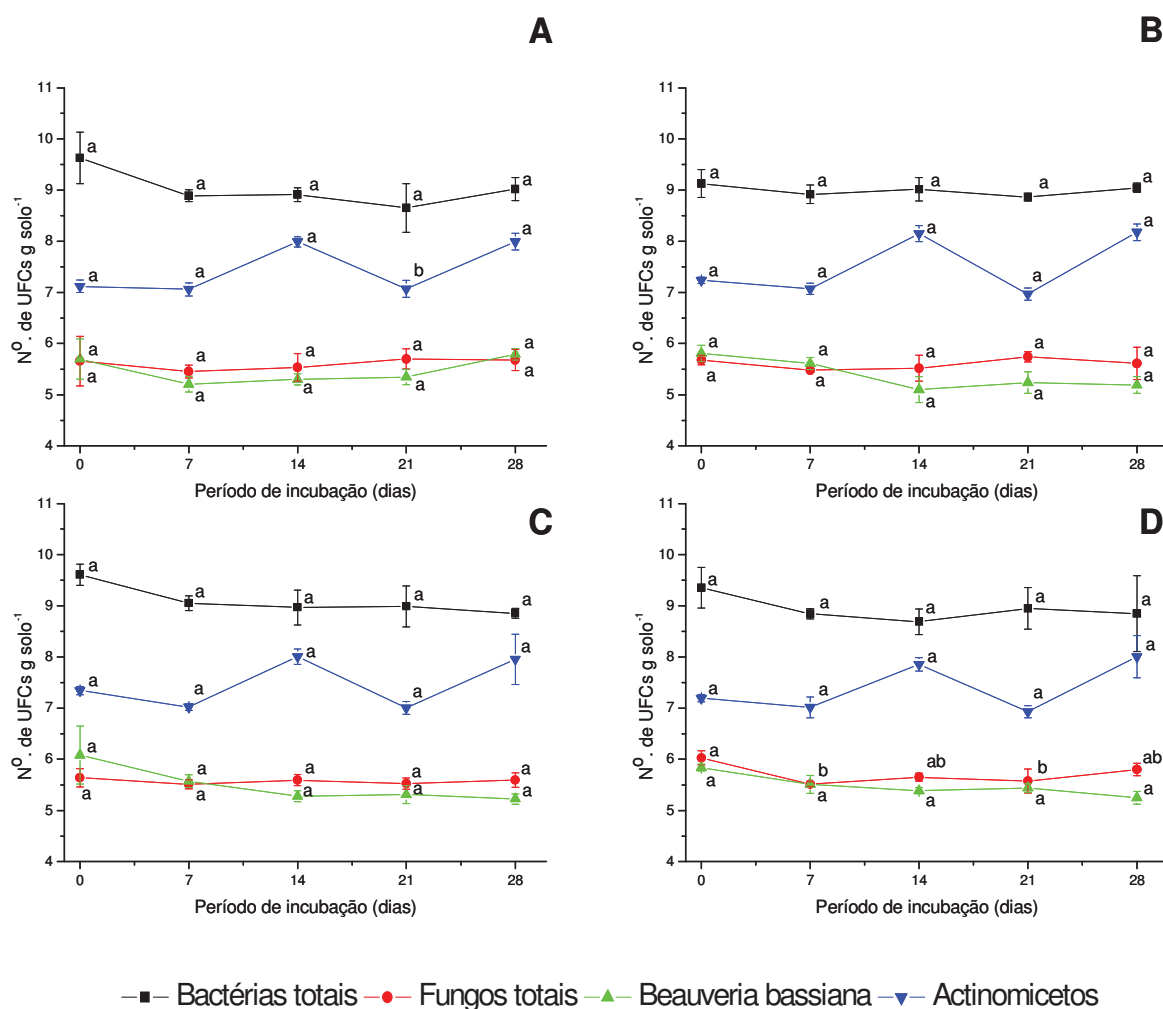 A
11
10
9
8
7
6
5
4
Nº. de UFCs g solo⁻¹
a a a a a
a a a b a
a a a a a
a a a a a
0 7 14 21 28
Período de incubação (dias)
B
11
10
9
8
7
6
5
4
Nº. de UFCs g solo⁻¹
a a a a a
a a a a a
a a a a a
a a a a a
0 7 14 21 28
Período de incubação (dias)
C
11
10
9
8
7
6
5
4
Nº. de UFCs g solo⁻¹
a a a a a
a a a a a
a a a a a
a a a a a
0 7 14 21 28
Período de incubação (dias)
D
11
10
9
8
7
6
5
4
Nº. de UFCs g solo⁻¹
a a a a a
a a a a a
a b ab b ab
a a a a a
0 7 14 21 28
Período de incubação (dias)
Bactérias totais Fungos totais Beauveria bassiana Actinomicetos